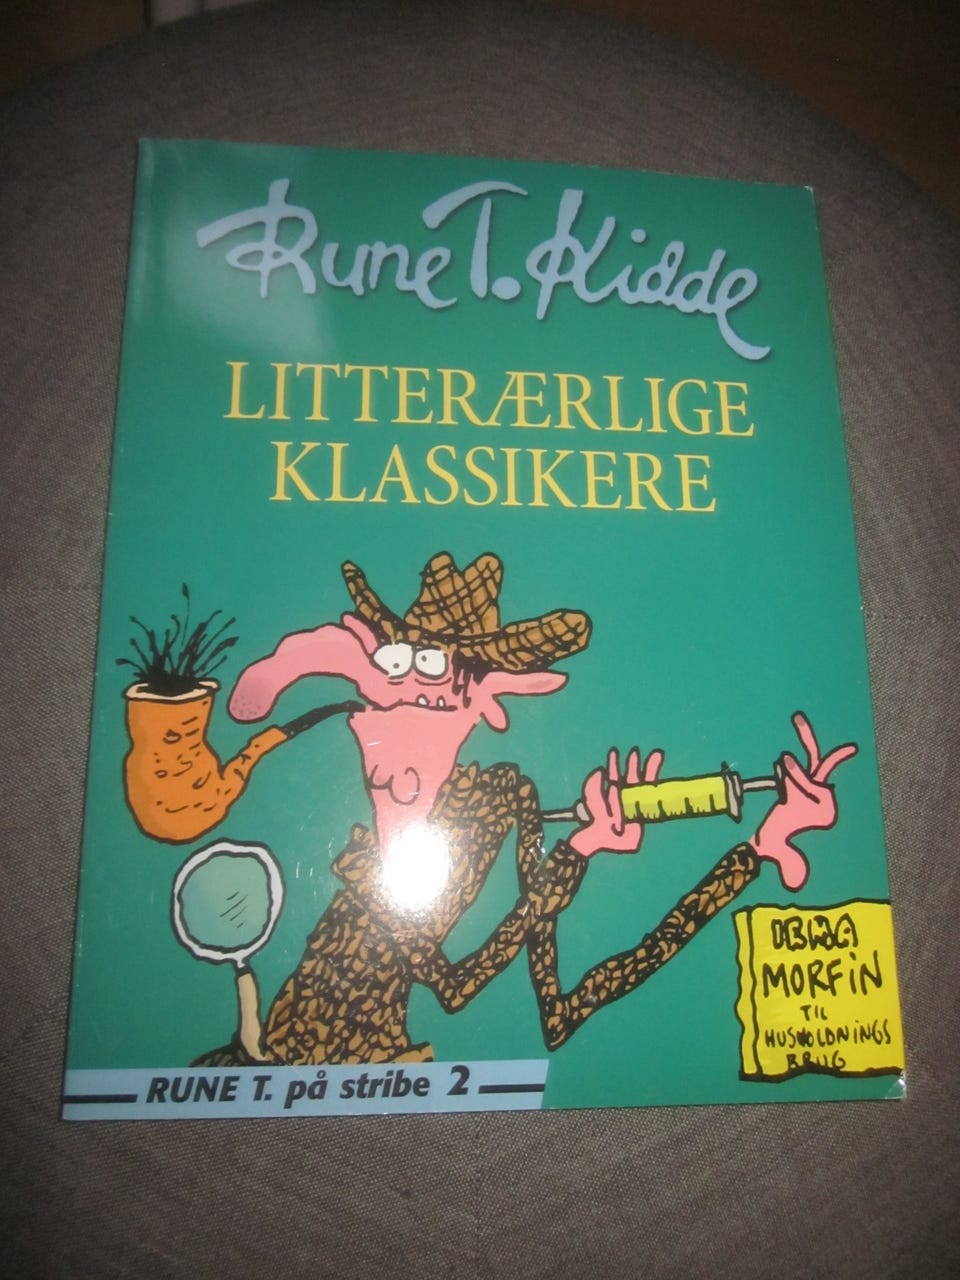 Rune T. Kidde
LITTERÆRLIGE
KLASSIKERE
MORFIN
TIL
HUSHOLDNINGS
BRUG
RUNE T. på stribe 2